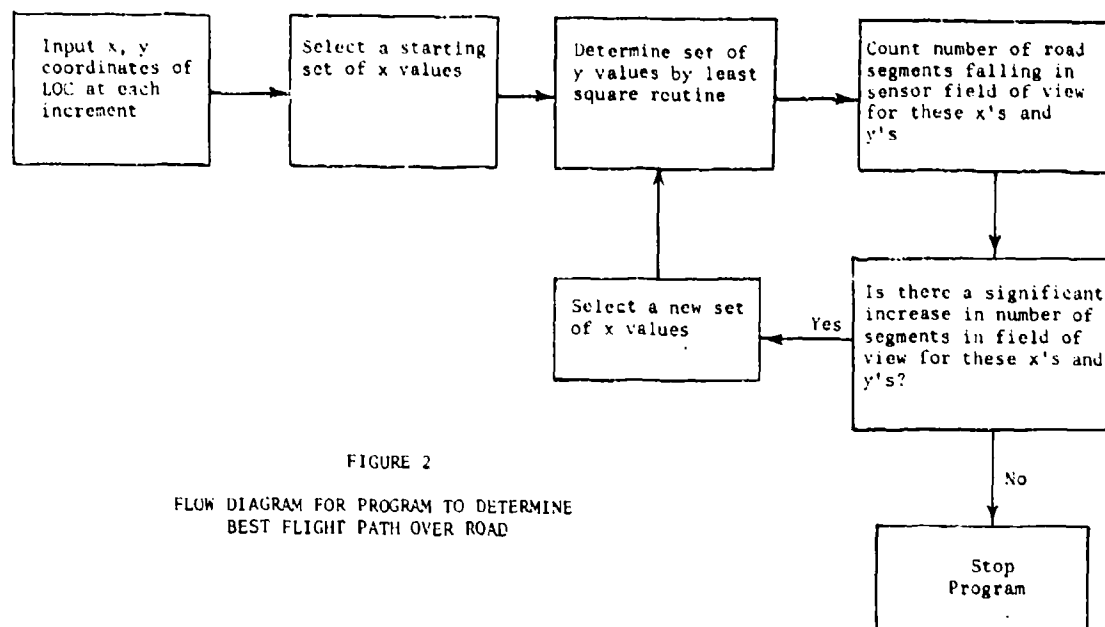 Input x, y
coordinates of
LOC at each
increment
Select a starting
set of x values
Determine set of
y values by least
square routine
Count number of road
segments falling in
sensor field of view
for these x's and
y's
Is there a significant
increase in number of
segments in field of
view for these x's and
y's?
Yes
Select a new set
of x values
No
Stop
Program
FIGURE 2
FLOW DIAGRAM FOR PROGRAM TO DETERMINE
BEST FLIGHT PATH OVER ROAD